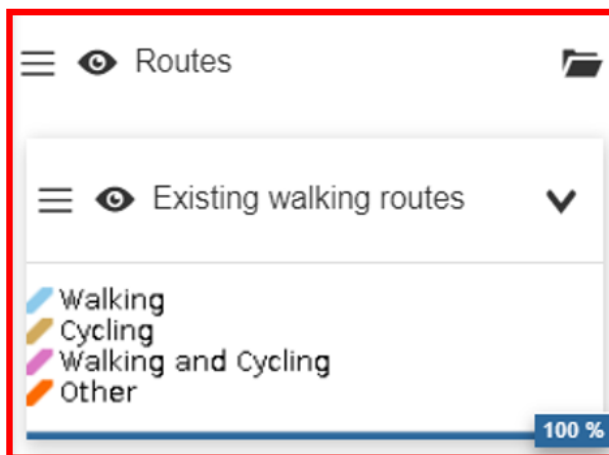 Routes
Existing walking routes
Walking
Cycling
Walking and Cycling
Other
100 %